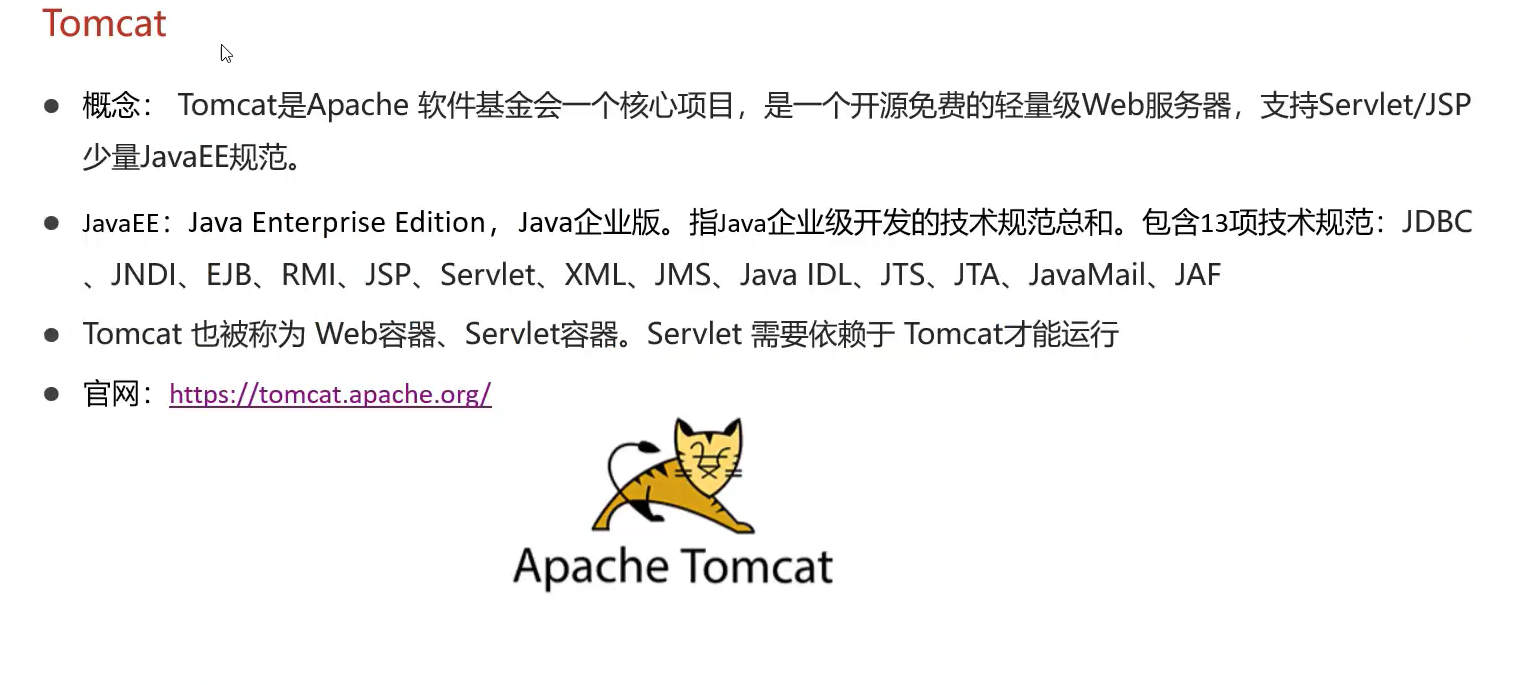 Tomcat
概念： Tomcat是Apache 软件基金会一个核心项目，是一个开源免费的轻量级Web服务器，支持Servlet/JSP
少量JavaEE规范。
JavaEE：Java Enterprise Edition，Java企业版。指Java企业级开发的技术规范总和。包含13项技术规范：JDBC
、JNDI、EJB、RMI、JSP、Servlet、XML、JMS、Java IDL、JTS、JTA、JavaMail、JAF
Tomcat 也被称为 Web容器、Servlet容器。Servlet 需要依赖于 Tomcat才能运行
官网：https://tomcat.apache.org/
Apache Tomcat